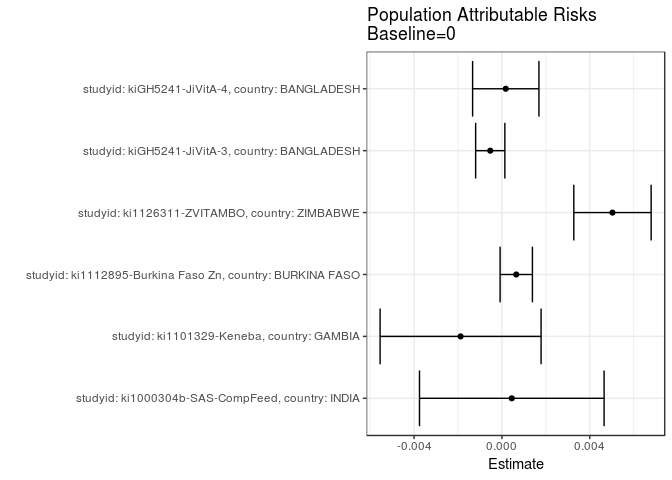 Population Attributable Risks
Baseline=0
studyid: kiGH5241-JiVitA-4, country: BANGLADESH
studyid: kiGH5241-JiVitA-3, country: BANGLADESH
studyid: ki1126311-ZVITAMBO, country: ZIMBABWE
studyid: ki1112895-Burkina Faso Zn, country: BURKINA FASO
studyid: ki1101329-Keneba, country: GAMBIA
studyid: ki1000304b-SAS-CompFeed, country: INDIA
-0.004 0.000 0.004
Estimate